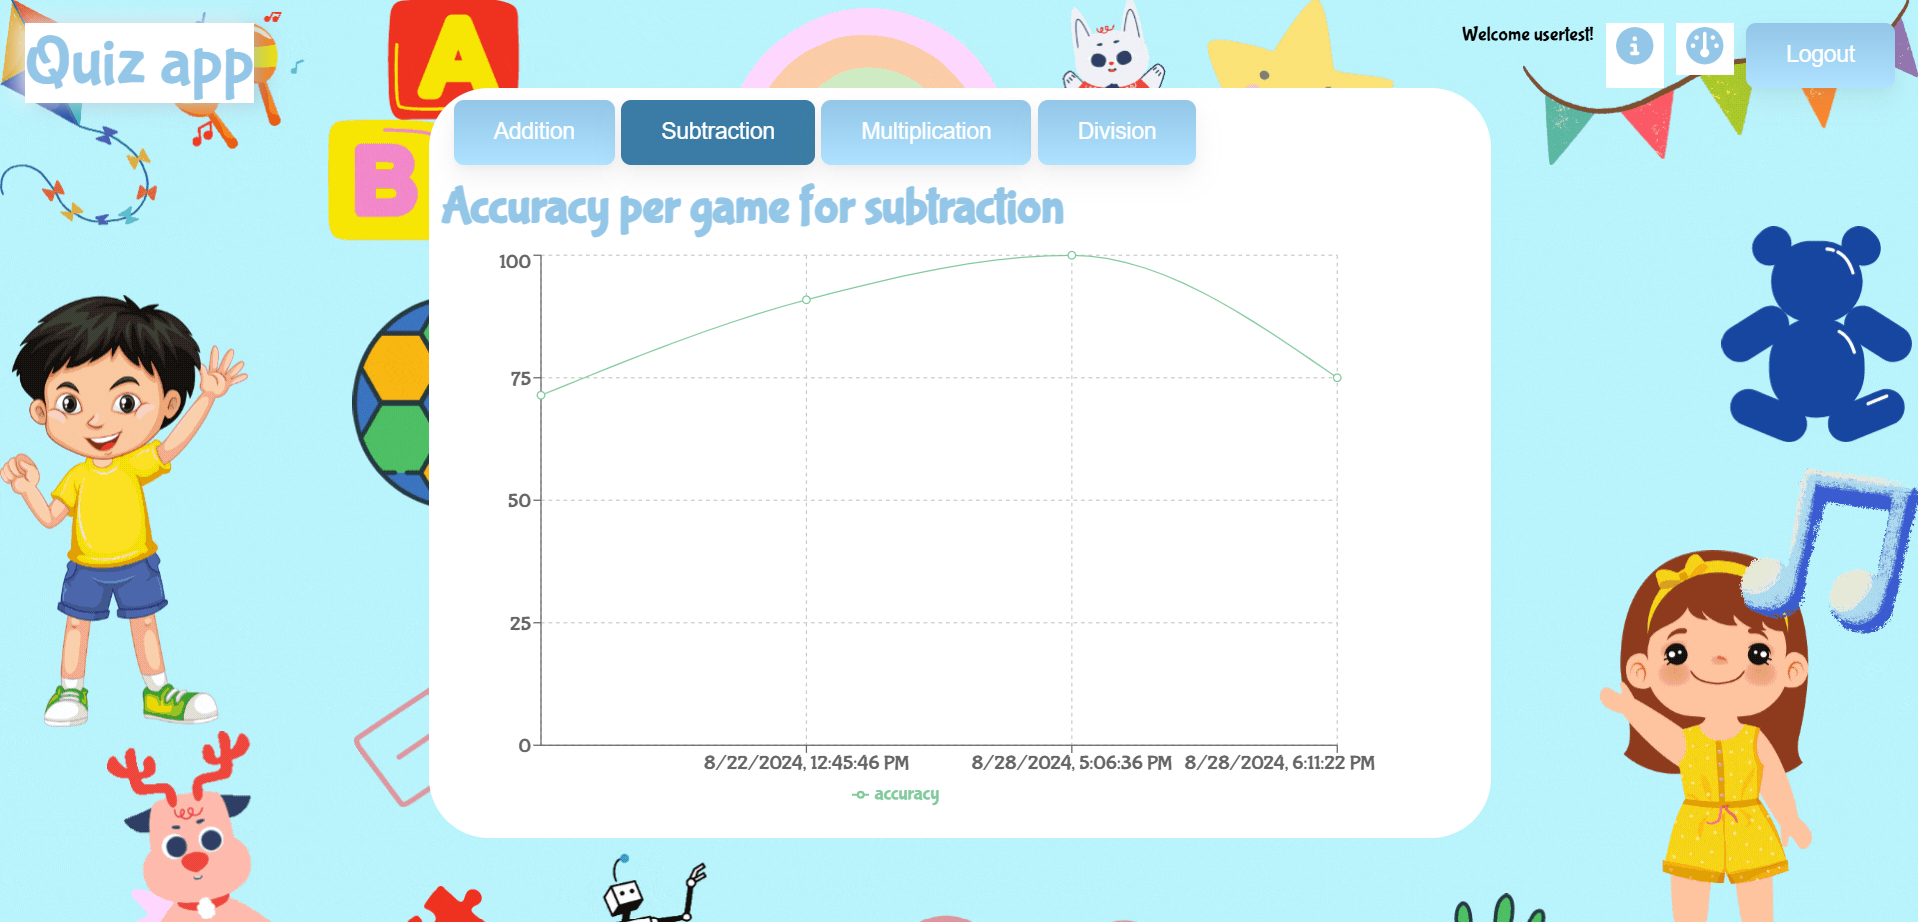 Quiz app
Welcome usertest!
Logout
A
B
Addition
Subtraction
Multiplication
Division
Accuracy per game for subtraction
100
75
50
25
0
8/22/2024, 12:45:46 PM
8/28/2024, 5:06:36 PM
8/28/2024, 6:11:22 PM
accuracy